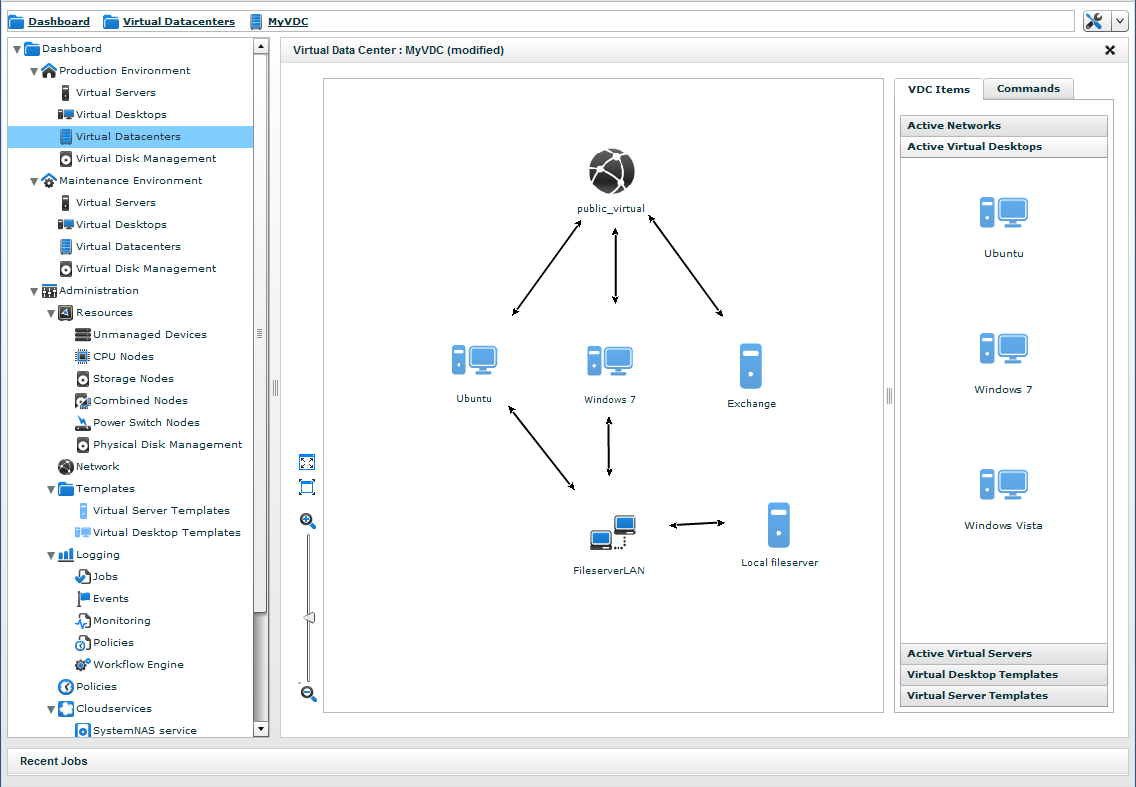 Dashboard Virtual Datacenters MyVDC
Dashboard
Production Environment
Virtual Servers
Virtual Desktops
Virtual Datacenters
Virtual Disk Management
Maintenance Environment
Virtual Servers
Virtual Desktops
Virtual Datacenters
Virtual Disk Management
Administration
Resources
Unmanaged Devices
CPU Nodes
Storage Nodes
Combined Nodes
Power Switch Nodes
Physical Disk Management
Network
Templates
Virtual Server Templates
Virtual Desktop Templates
Logging
Jobs
Events
Monitoring
Policies
Workflow Engine
Policies
Cloudservices
SystemNAS service
Virtual Data Center : MyVDC (modified)
public_virtual
Ubuntu
Windows 7
Exchange
FileserverLAN
Local fileserver
VDC Items Commands
Active Networks
Active Virtual Desktops
Ubuntu
Windows 7
Windows Vista
Active Virtual Servers
Virtual Desktop Templates
Virtual Server Templates
Recent Jobs